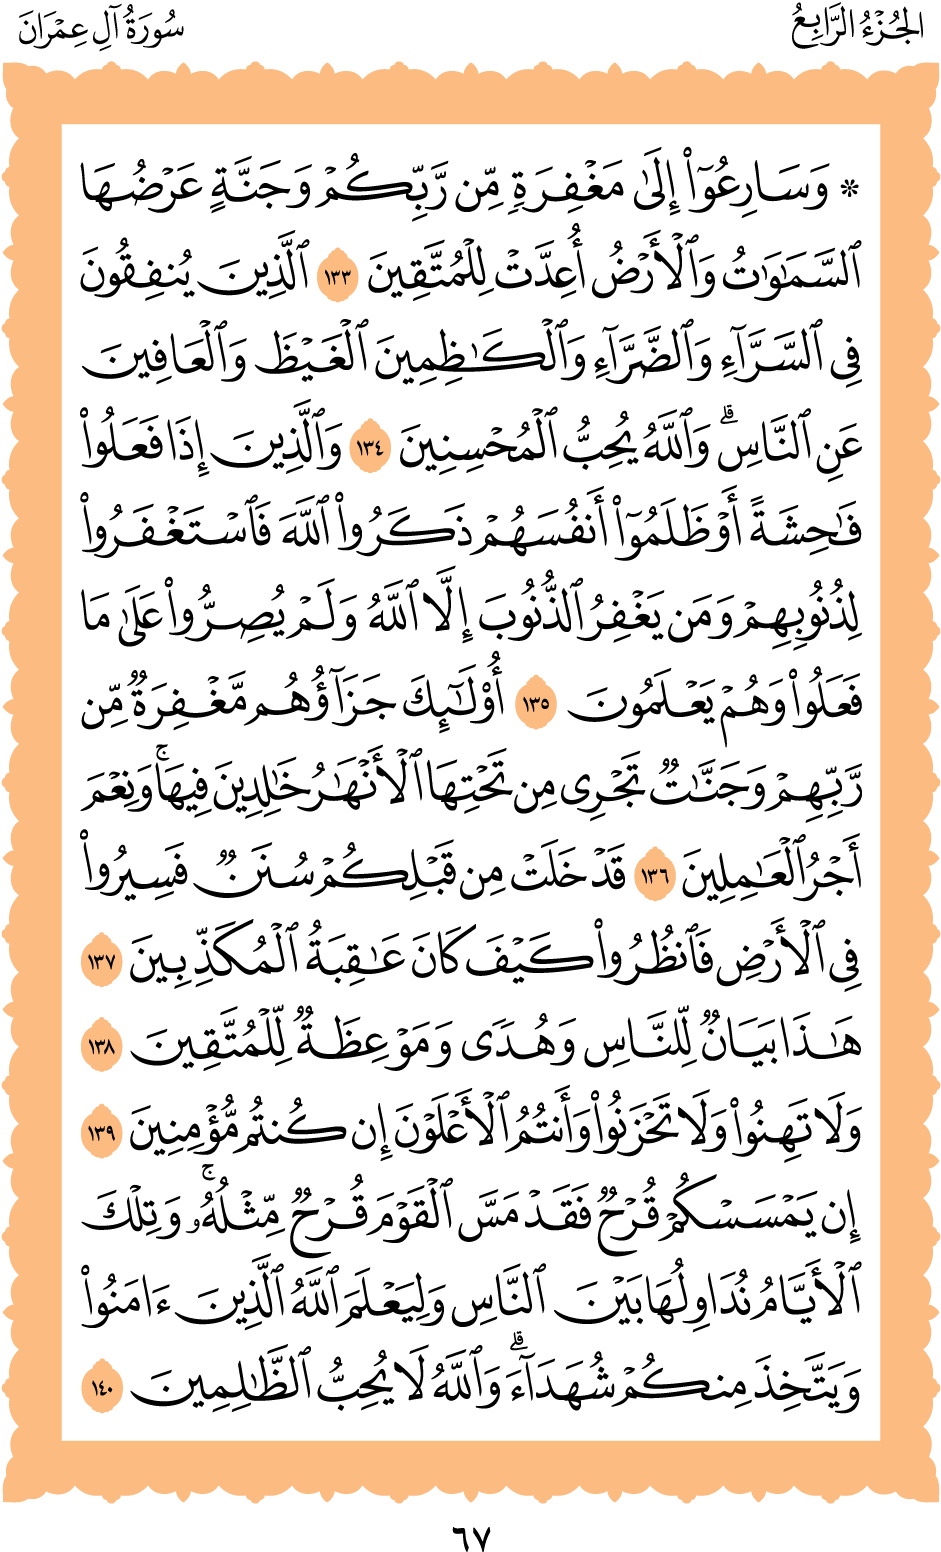 الجُزْءُ الرَّابِعُ
سُورَةُ آلِ عِمْرَانَ
* وَسَارِعُوٓا۟ إِلَىٰ مَغْفِرَةٍ مِّن رَّبِّكُمْ وَجَنَّةٍ عَرْضُهَا
ٱلسَّمَـٰوَٰتُ وَٱلْأَرْضُ أُعِدَّتْ لِلْمُتَّقِينَ ١٣٣ ٱلَّذِينَ يُنفِقُونَ
فِى ٱلسَّرَّآءِ وَٱلضَّرَّآءِ وَٱلْكَـٰظِمِينَ ٱلْغَيْظَ وَٱلْعَافِينَ
عَنِ ٱلنَّاسِ ۗ وَٱللَّهُ يُحِبُّ ٱلْمُحْسِنِينَ ١٣٤ وَٱلَّذِينَ إِذَا فَعَلُوا۟
فَـٰحِشَةً أَوْ ظَلَمُوٓا۟ أَنفُسَهُمْ ذَكَرُوا۟ ٱللَّهَ فَٱسْتَغْفَرُوا۟
لِذُنُوبِهِمْ وَمَن يَغْفِرُ ٱلذُّنُوبَ إِلَّا ٱللَّهُ وَلَمْ يُصِرُّوا۟ عَلَىٰ مَا
فَعَلُوا۟ وَهُمْ يَعْلَمُونَ ١٣٥ أُو۟لَـٰٓئِكَ جَزَآؤُهُم مَّغْفِرَةٌ مِّن
رَّبِّهِمْ وَجَنَّـٰتٌ تَجْرِى مِن تَحْتِهَا ٱلْأَنْهَـٰرُ خَـٰلِدِينَ فِيهَا ۚ وَنِعْمَ
أَجْرُ ٱلْعَـٰمِلِينَ ١٣٦ قَدْ خَلَتْ مِن قَبْلِكُمْ سُنَنٌ فَسِيرُوا۟
فِى ٱلْأَرْضِ فَٱنظُرُوا۟ كَيْفَ كَانَ عَـٰقِبَةُ ٱلْمُكَذِّبِينَ ١٣٧
هَـٰذَا بَيَانٌ لِّلنَّاسِ وَهُدًى وَمَوْعِظَةٌ لِّلْمُتَّقِينَ ١٣٨
وَلَا تَهِنُوا۟ وَلَا تَحْزَنُوا۟ وَأَنتُمُ ٱلْأَعْلَوْنَ إِن كُنتُم مُّؤْمِنِينَ ١٣٩
إِن يَمْسَسْكُمْ قَرْحٌ فَقَدْ مَسَّ ٱلْقَوْمَ قَرْحٌ مِّثْلُهُۥ ۚ وَتِلْكَ
ٱلْأَيَّامُ نُدَاوِلُهَا بَيْنَ ٱلنَّاسِ وَلِيَعْلَمَ ٱللَّهُ ٱلَّذِينَ ءَامَنُوا۟
وَيَتَّخِذَ مِنكُمْ شُهَدَآءَ ۗ وَٱللَّهُ لَا يُحِبُّ ٱلظَّـٰلِمِينَ ١٤٠
٦٧